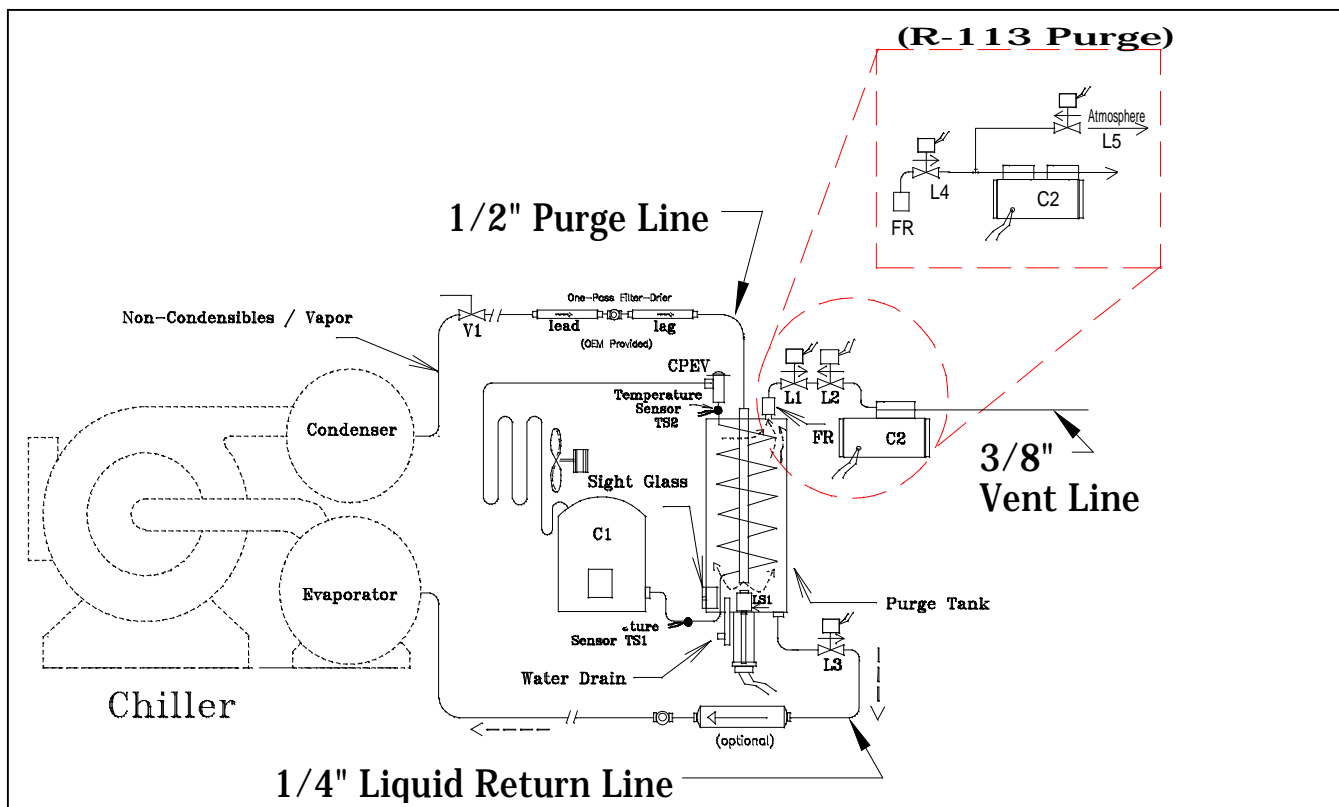 (R-113 Purge)
Atmosphere
L5
L4
C2
FR
1/2" Purge Line
Non-Condensibles / Vapor
One-Pass Filter-Drier
V1
lead
lag
(OEM Provided)
CPEV
Temperature
Sensor
TS2
L1
L2
FR
C2
3/8"
Vent Line
Condenser
Sight Glass
C1
Evaporator
LS1
Purge Tank
ture
Sensor TS1
L3
Water Drain
Chiller
(optional)
1/4" Liquid Return Line